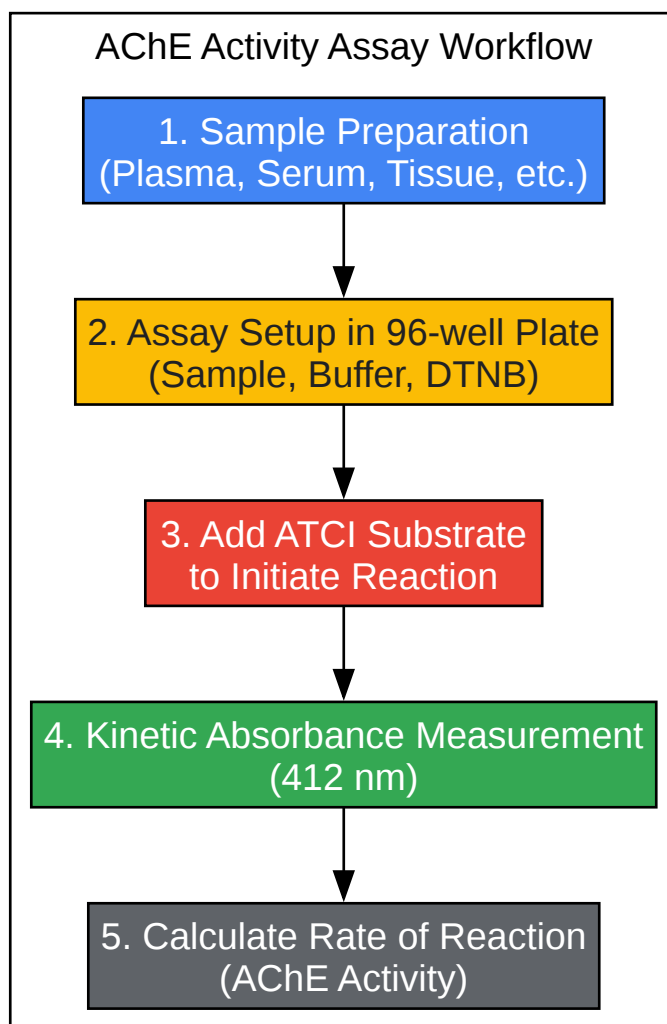 AChE Activity Assay Workflow
1. Sample Preparation
(Plasma, Serum, Tissue, etc.)
2. Assay Setup in 96-well Plate
(Sample, Buffer, DTNB)
3. Add ATCI Substrate
to Initiate Reaction
4. Kinetic Absorbance Measurement
(412 nm)
5. Calculate Rate of Reaction
(AChE Activity)